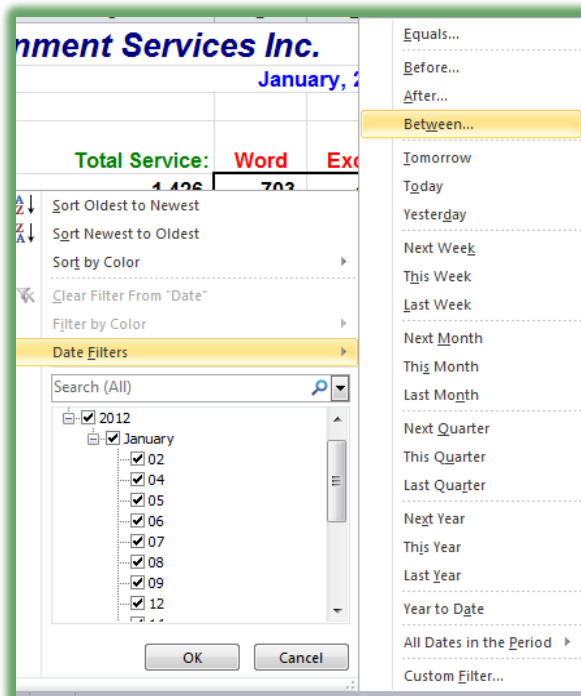 nment Services Inc.
January, 2
Total Service: Word Exc
1,426 703
Sort Oldest to Newest
Sort Newest to Oldest
Sort by Color
Clear Filter From "Date"
Filter by Color
Date Filters
Search (All)
2012
January
02
04
05
06
07
08
09
12
OK Cancel
Equals...
Before...
After...
Between...
Tomorrow
Today
Yesterday
Next Week
This Week
Last Week
Next Month
This Month
Last Month
Next Quarter
This Quarter
Last Quarter
Next Year
This Year
Last Year
Year to Date
All Dates in the Period
Custom Filter...